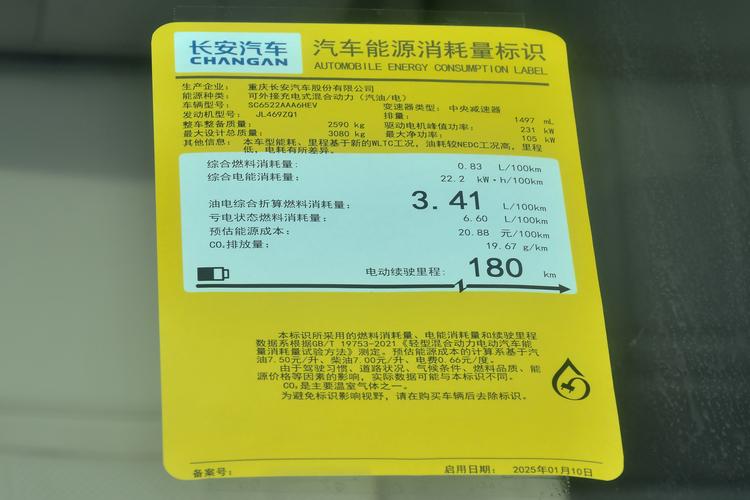 长安汽车
CHANGAN
汽车能源消耗量标识
AUTOMOBILE ENERGY CONSUMPTION LABEL
生产企业: 重庆长安汽车股份有限公司
能源种类: 可外接充电式混合动力（汽油/电）
车辆型号: SC6522AAA6HEV 变速器类型: 中央减速器
发动机型号: JL469ZQ1 排量: 1497 mL
整车整备质量: 2590 kg 驱动电机峰值功率: 231 kW
最大设计总质量: 3080 kg 最大净功率: 105 kW
其他信息: 本车型能耗、里程基于新的WLTC工况，油耗较NEDC工况高，里程
低，电耗有所差异。
综合燃料消耗量: 0.83 L/100km
综合电能消耗量: 22.2 kW·h/100km
油电综合折算燃料消耗量: 3.41 L/100km
亏电状态燃料消耗量: 6.60 L/100km
预估能源成本: 20.88 元/100km
CO₂排放量: 19.67 g/km
电动续驶里程: 180 km
本标识所采用的燃料消耗量、电能消耗量和续驶里程
数据系根据GB/T 19753-2021《轻型混合动力电动汽车能
量消耗量试验方法》测定。预估能源成本的计算系基于汽
油7.50元/升、柴油7.00元/升、电费0.66元/度。
由于驾驶习惯、道路状况、气候条件、燃料品质、能
源价格等因素的影响，实际数据可能与本标识不同。
CO₂是主要温室气体之一。
为避免标识影响视野，请在购买车辆后去除标识。
备案号: 启用日期: 2025年01月10日